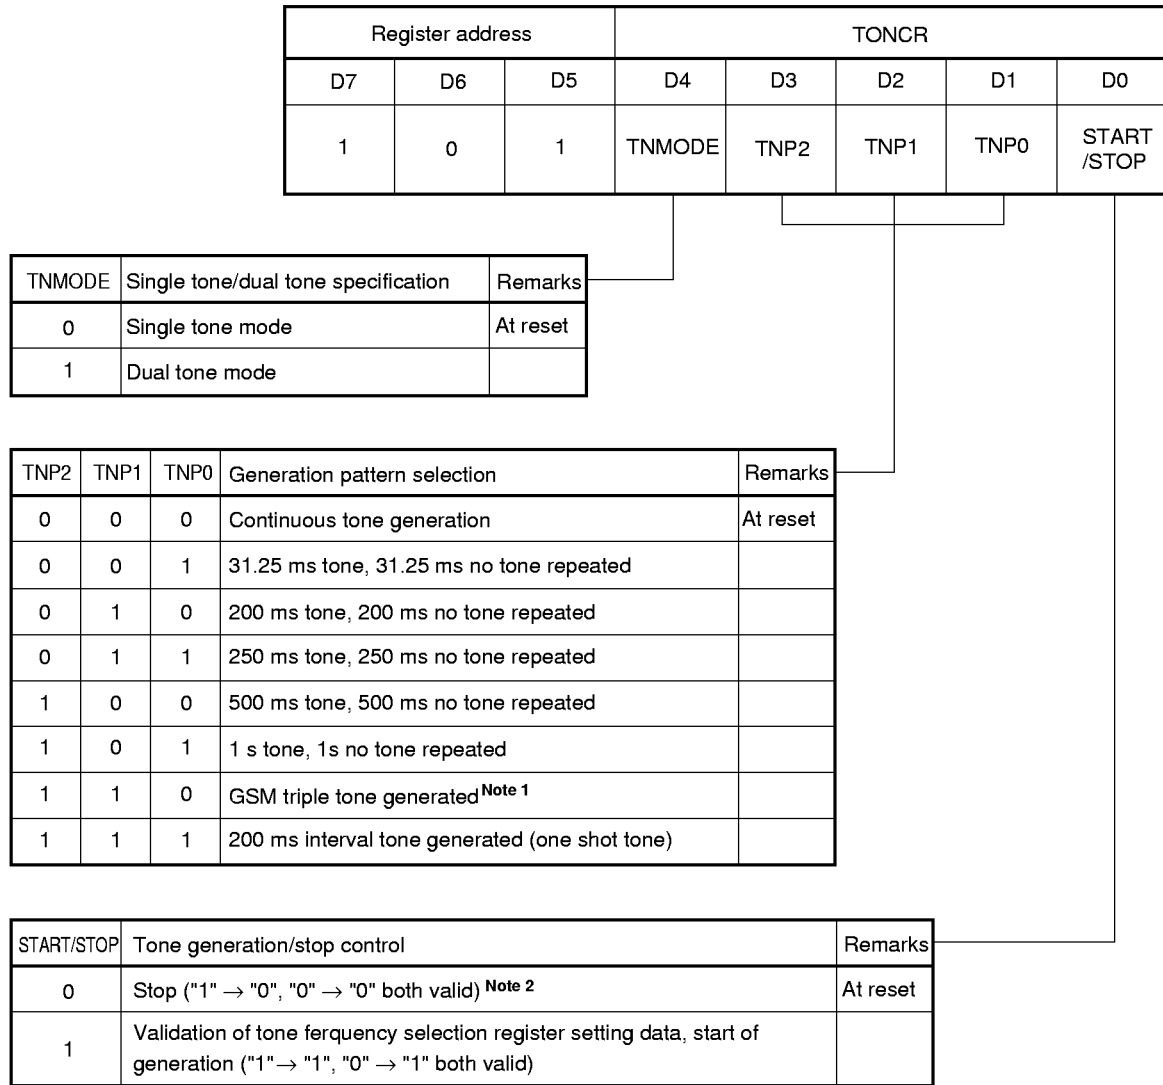 Register address TONCR
D7 D6 D5 D4 D3 D2 D1 D0
1 0 1 TNMODE TNP2 TNP1 TNP0 START
/STOP
TNMODE Single tone/dual tone specification Remarks
0 Single tone mode At reset
1 Dual tone mode
TNP2 TNP1 TNP0 Generation pattern selection Remarks
0 0 0 Continuous tone generation At reset
0 0 1 31.25 ms tone, 31.25 ms no tone repeated
0 1 0 200 ms tone, 200 ms no tone repeated
0 1 1 250 ms tone, 250 ms no tone repeated
1 0 0 500 ms tone, 500 ms no tone repeated
1 0 1 1 s tone, 1s no tone repeated
1 1 0 GSM triple tone generated Note 1
1 1 1 200 ms interval tone generated (one shot tone)
START/STOP Tone generation/stop control Remarks
0 Stop ("1" → "0", "0" → "0" both valid) Note 2 At reset
1 Validation of tone ferquency selection register setting data, start of
generation ("1"→ "1", "0" → "1" both valid)